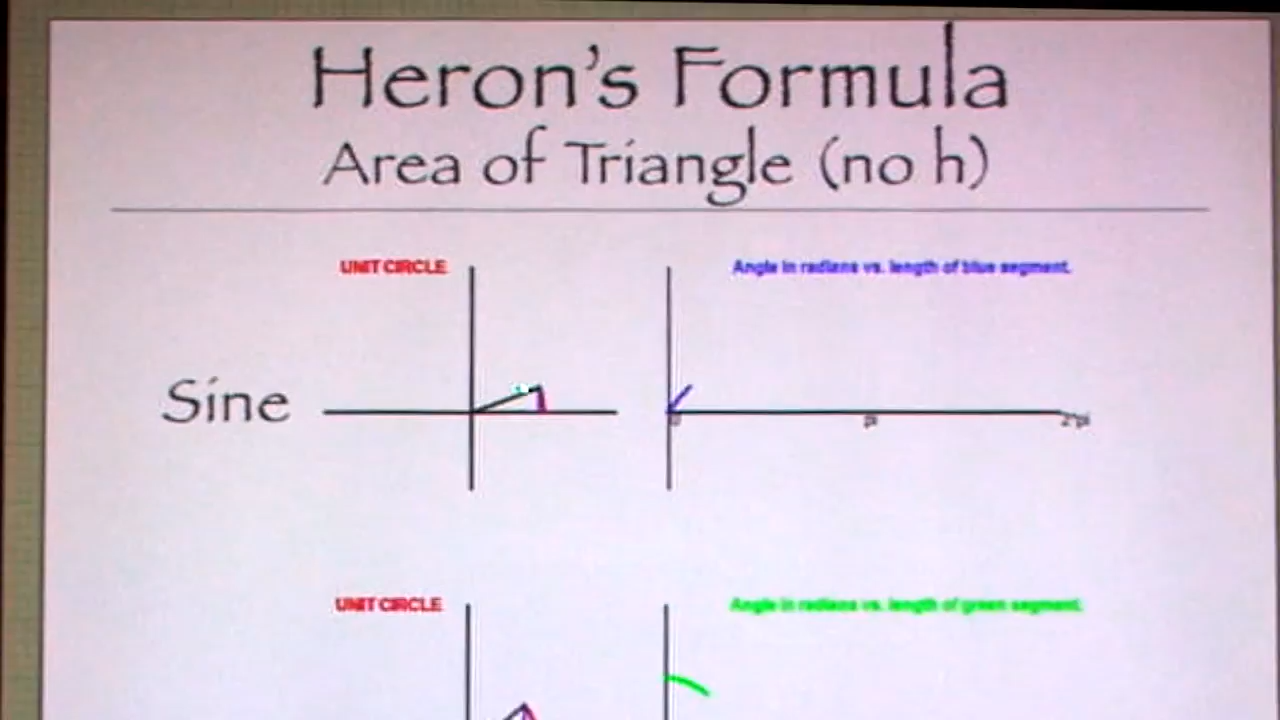 Heron's Formula
Area of Triangle (no h)
UNIT CIRCLE
Angle in radians vs. length of blue segment.
Sine
0
pi
2 pi
UNIT CIRCLE
Angle in radians vs. length of green segment.